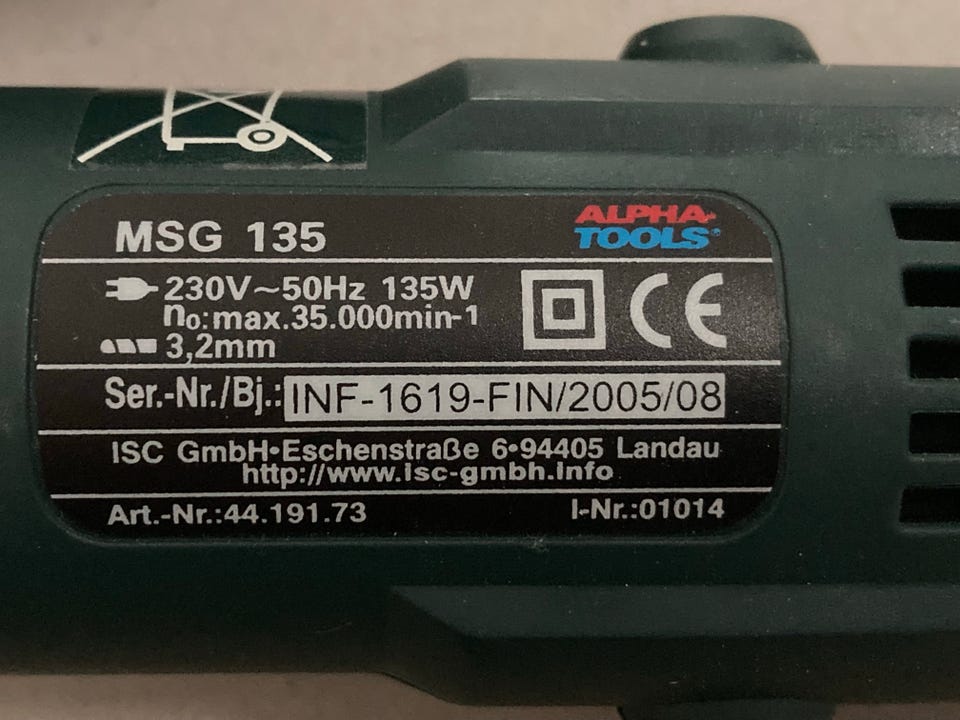 MSG 135
ALPHA-
TOOLS®
230V~50Hz 135W
n₀:max.35.000min-1
3,2mm
CE
Ser.-Nr./Bj.: INF-1619-FIN/2005/08
ISC GmbH•Eschenstraße 6•94405 Landau
http://www.isc-gmbh.info
Art.-Nr.:44.191.73 I-Nr.:01014